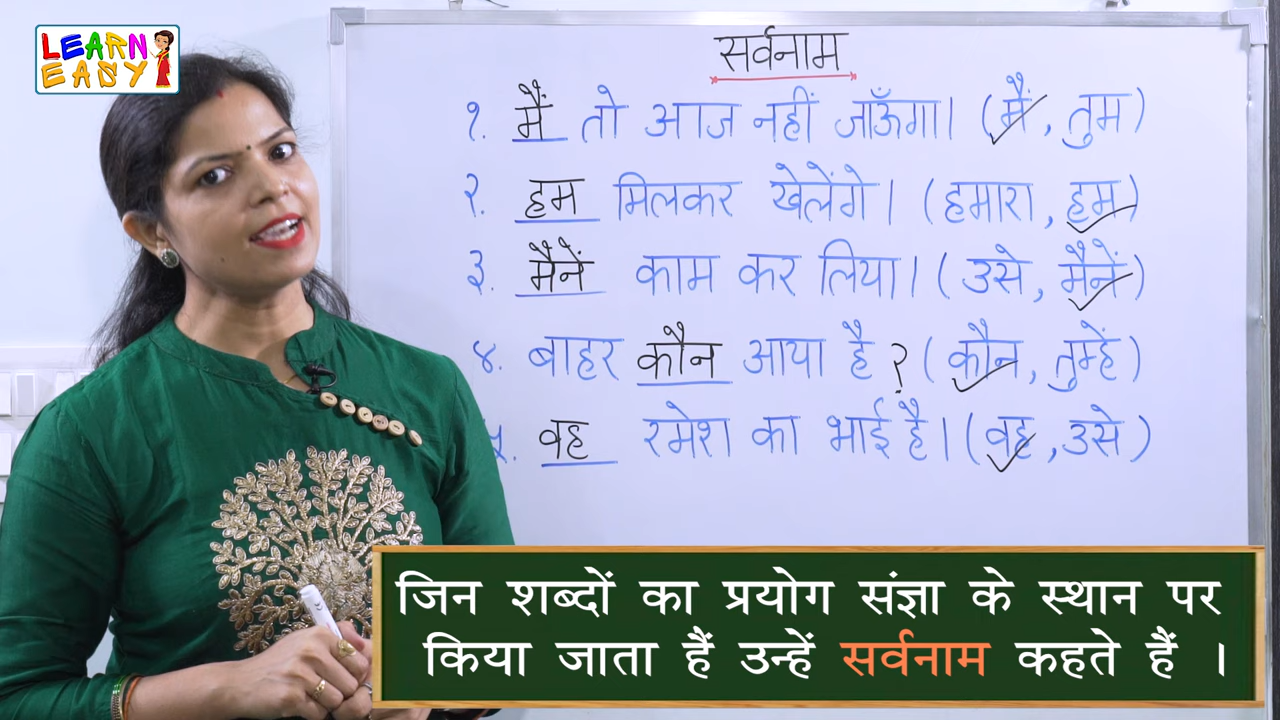 LEARN
EASY
सर्वनाम
१. मैं तो आज नहीं जाऊँगा। (मैं, तुम)
२. हम मिलकर खेलेंगे। (हमारा, हम)
३. मैनें काम कर लिया। (उसे, मैनें)
४. बाहर कौन आया है? (कौन, तुम्हें)
५. वह रमेश का भाई है। (वह, उसे)
जिन शब्दों का प्रयोग संज्ञा के स्थान पर
किया जाता हैं उन्हें सर्वनाम कहते हैं ।